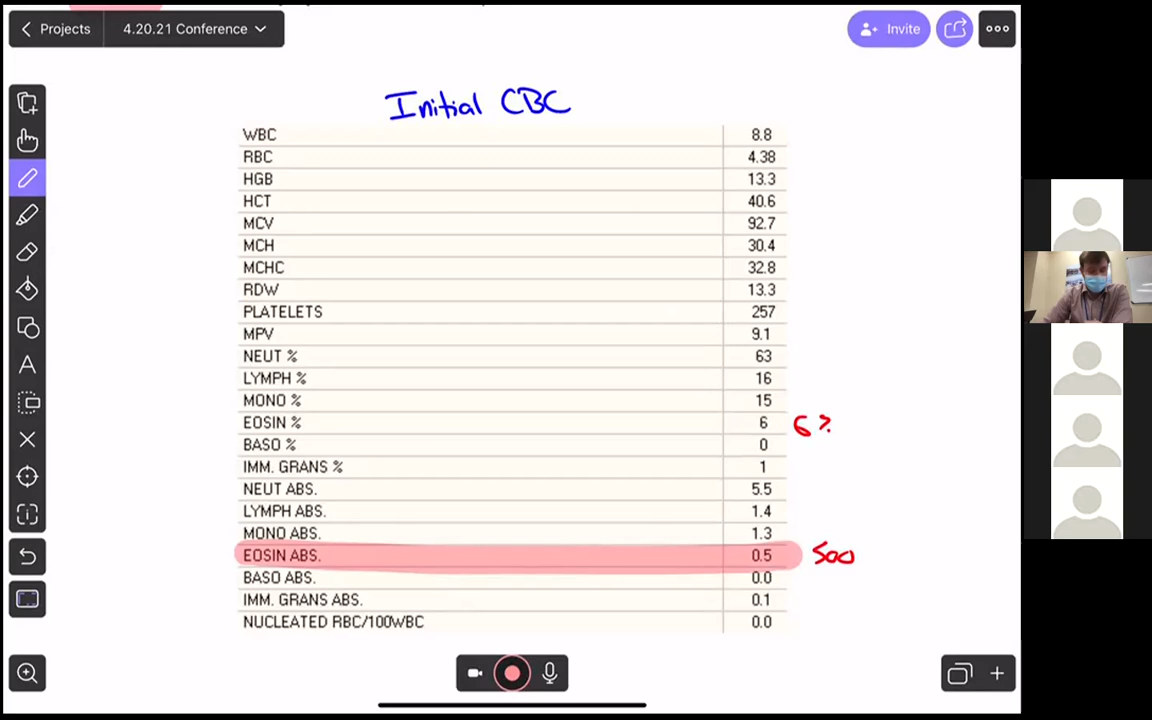 Projects
4.20.21 Conference
Invite
Initial CBC
WBC 8.8
RBC 4.38
HGB 13.3
HCT 40.6
MCV 92.7
MCH 30.4
MCHC 32.8
RDW 13.3
PLATELETS 257
MPV 9.1
NEUT % 63
LYMPH % 16
MONO % 15
EOSIN % 6 6%
BASO % 0
IMM. GRANS % 1
NEUT ABS. 5.5
LYMPH ABS. 1.4
MONO ABS. 1.3
EOSIN ABS. 0.5 500
BASO ABS. 0.0
IMM. GRANS ABS. 0.1
NUCLEATED RBC/100WBC 0.0